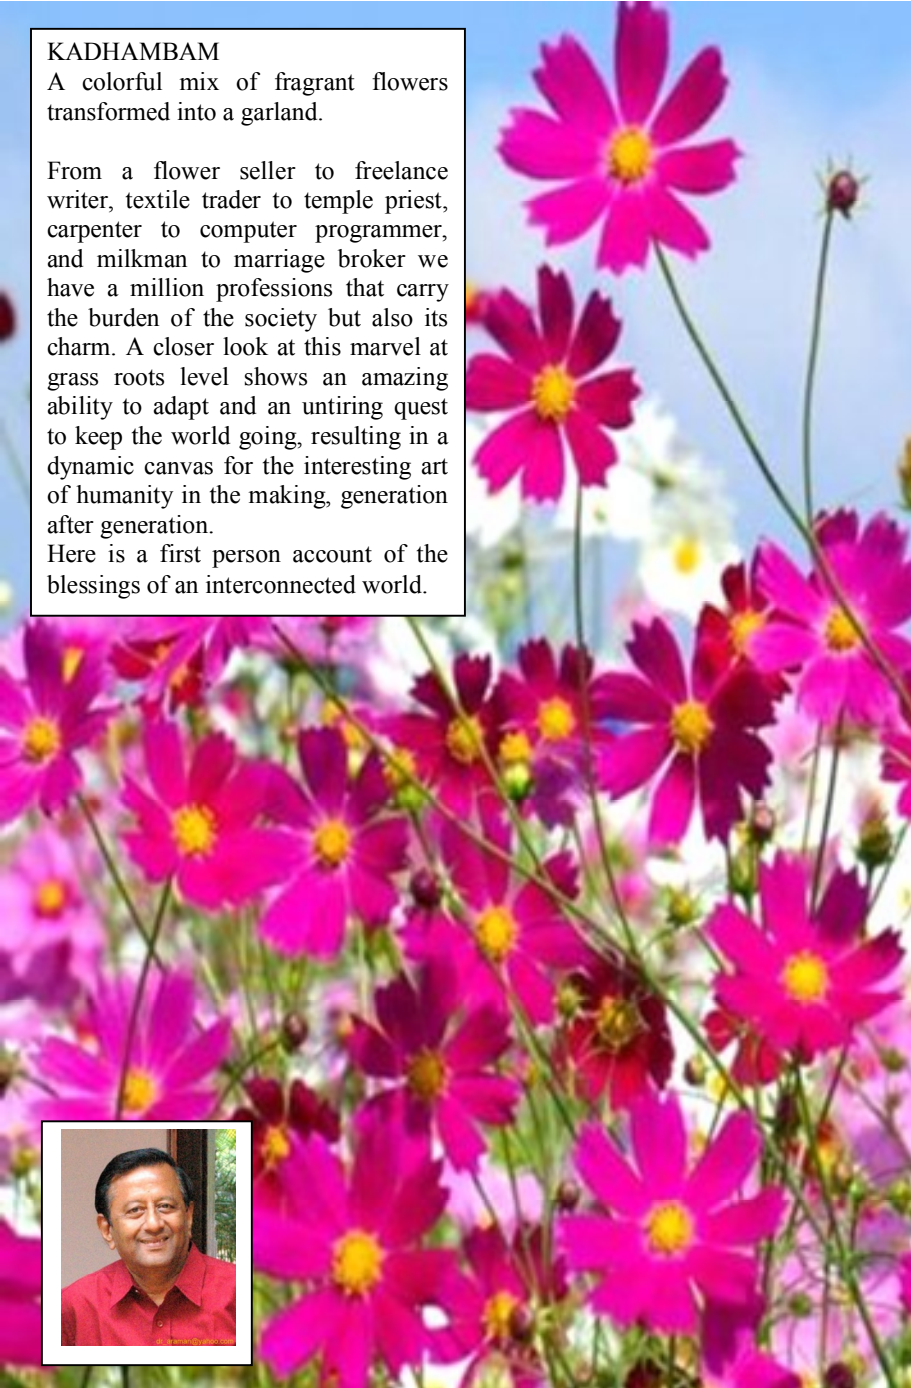 KADHAMBAM
A colorful mix of fragrant flowers
transformed into a garland.
From a flower seller to freelance
writer, textile trader to temple priest,
carpenter to computer programmer,
and milkman to marriage broker we
have a million professions that carry
the burden of the society but also its
charm. A closer look at this marvel at
grass roots level shows an amazing
ability to adapt and an untiring quest
to keep the world going, resulting in a
dynamic canvas for the interesting art
of humanity in the making, generation
after generation.
Here is a first person account of the
blessings of an interconnected world.